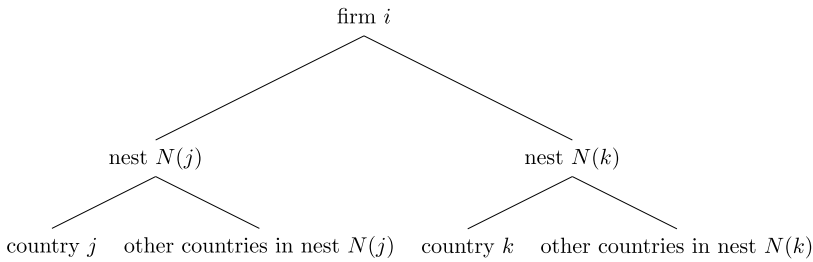 firm i
nest N(j)
nest N(k)
country j
other countries in nest N(j)
country k
other countries in nest N(k)